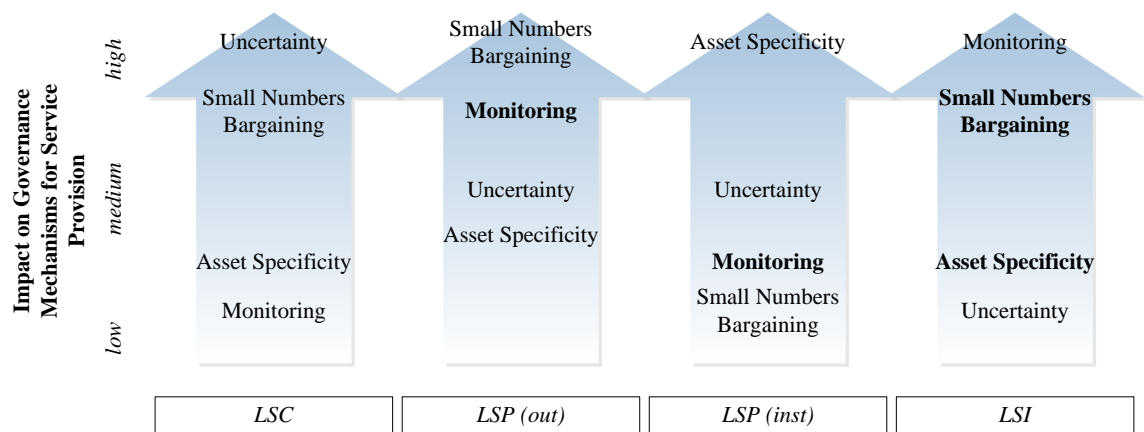 Impact on Governance
Mechanisms for Service
Provision
high
medium
low
Uncertainty
Small Numbers
Bargaining
Asset Specificity
Monitoring
LSC
Small Numbers
Bargaining
Monitoring
Uncertainty
Asset Specificity
LSP (out)
Asset Specificity
Uncertainty
Monitoring
Small Numbers
Bargaining
LSP (inst)
Monitoring
Small Numbers
Bargaining
Asset Specificity
Uncertainty
LSI